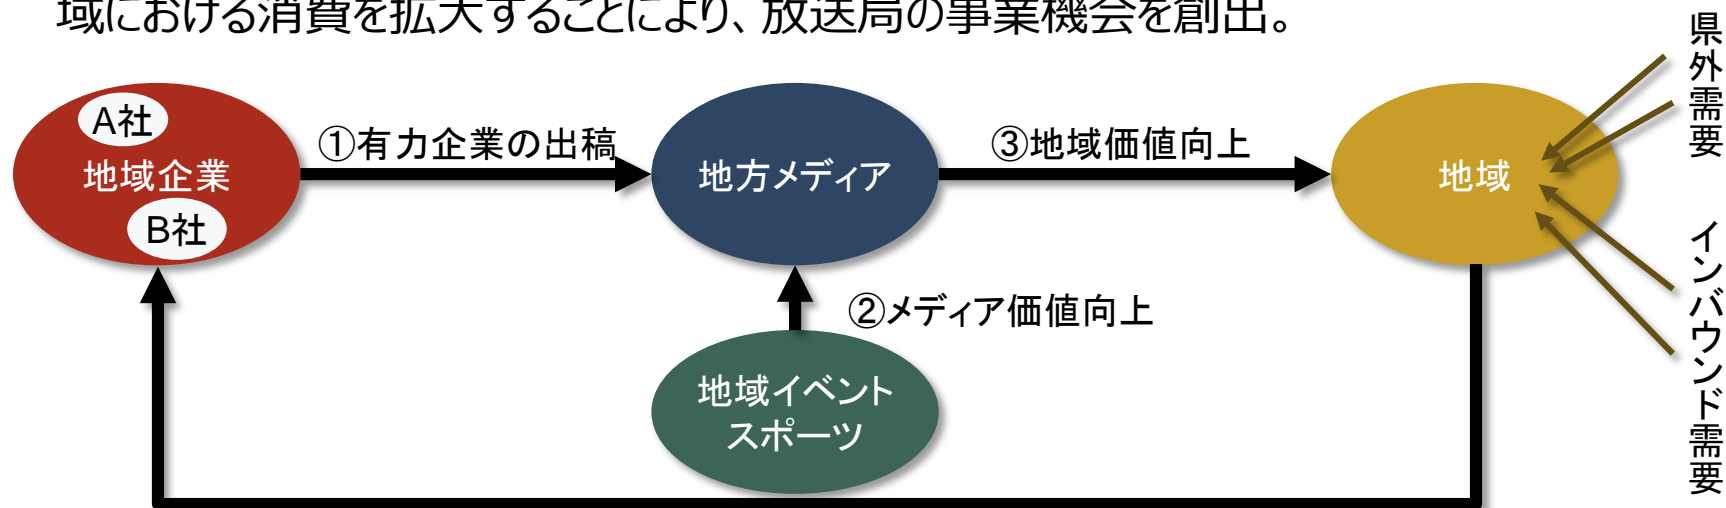 域における消費を拡大することにより、放送局の事業機会を創出。
A社
地域企業
B社
①有力企業の出稿
地方メディア
③地域価値向上
地域
県外需要
インバウンド需要
②メディア価値向上
地域イベント
スポーツ